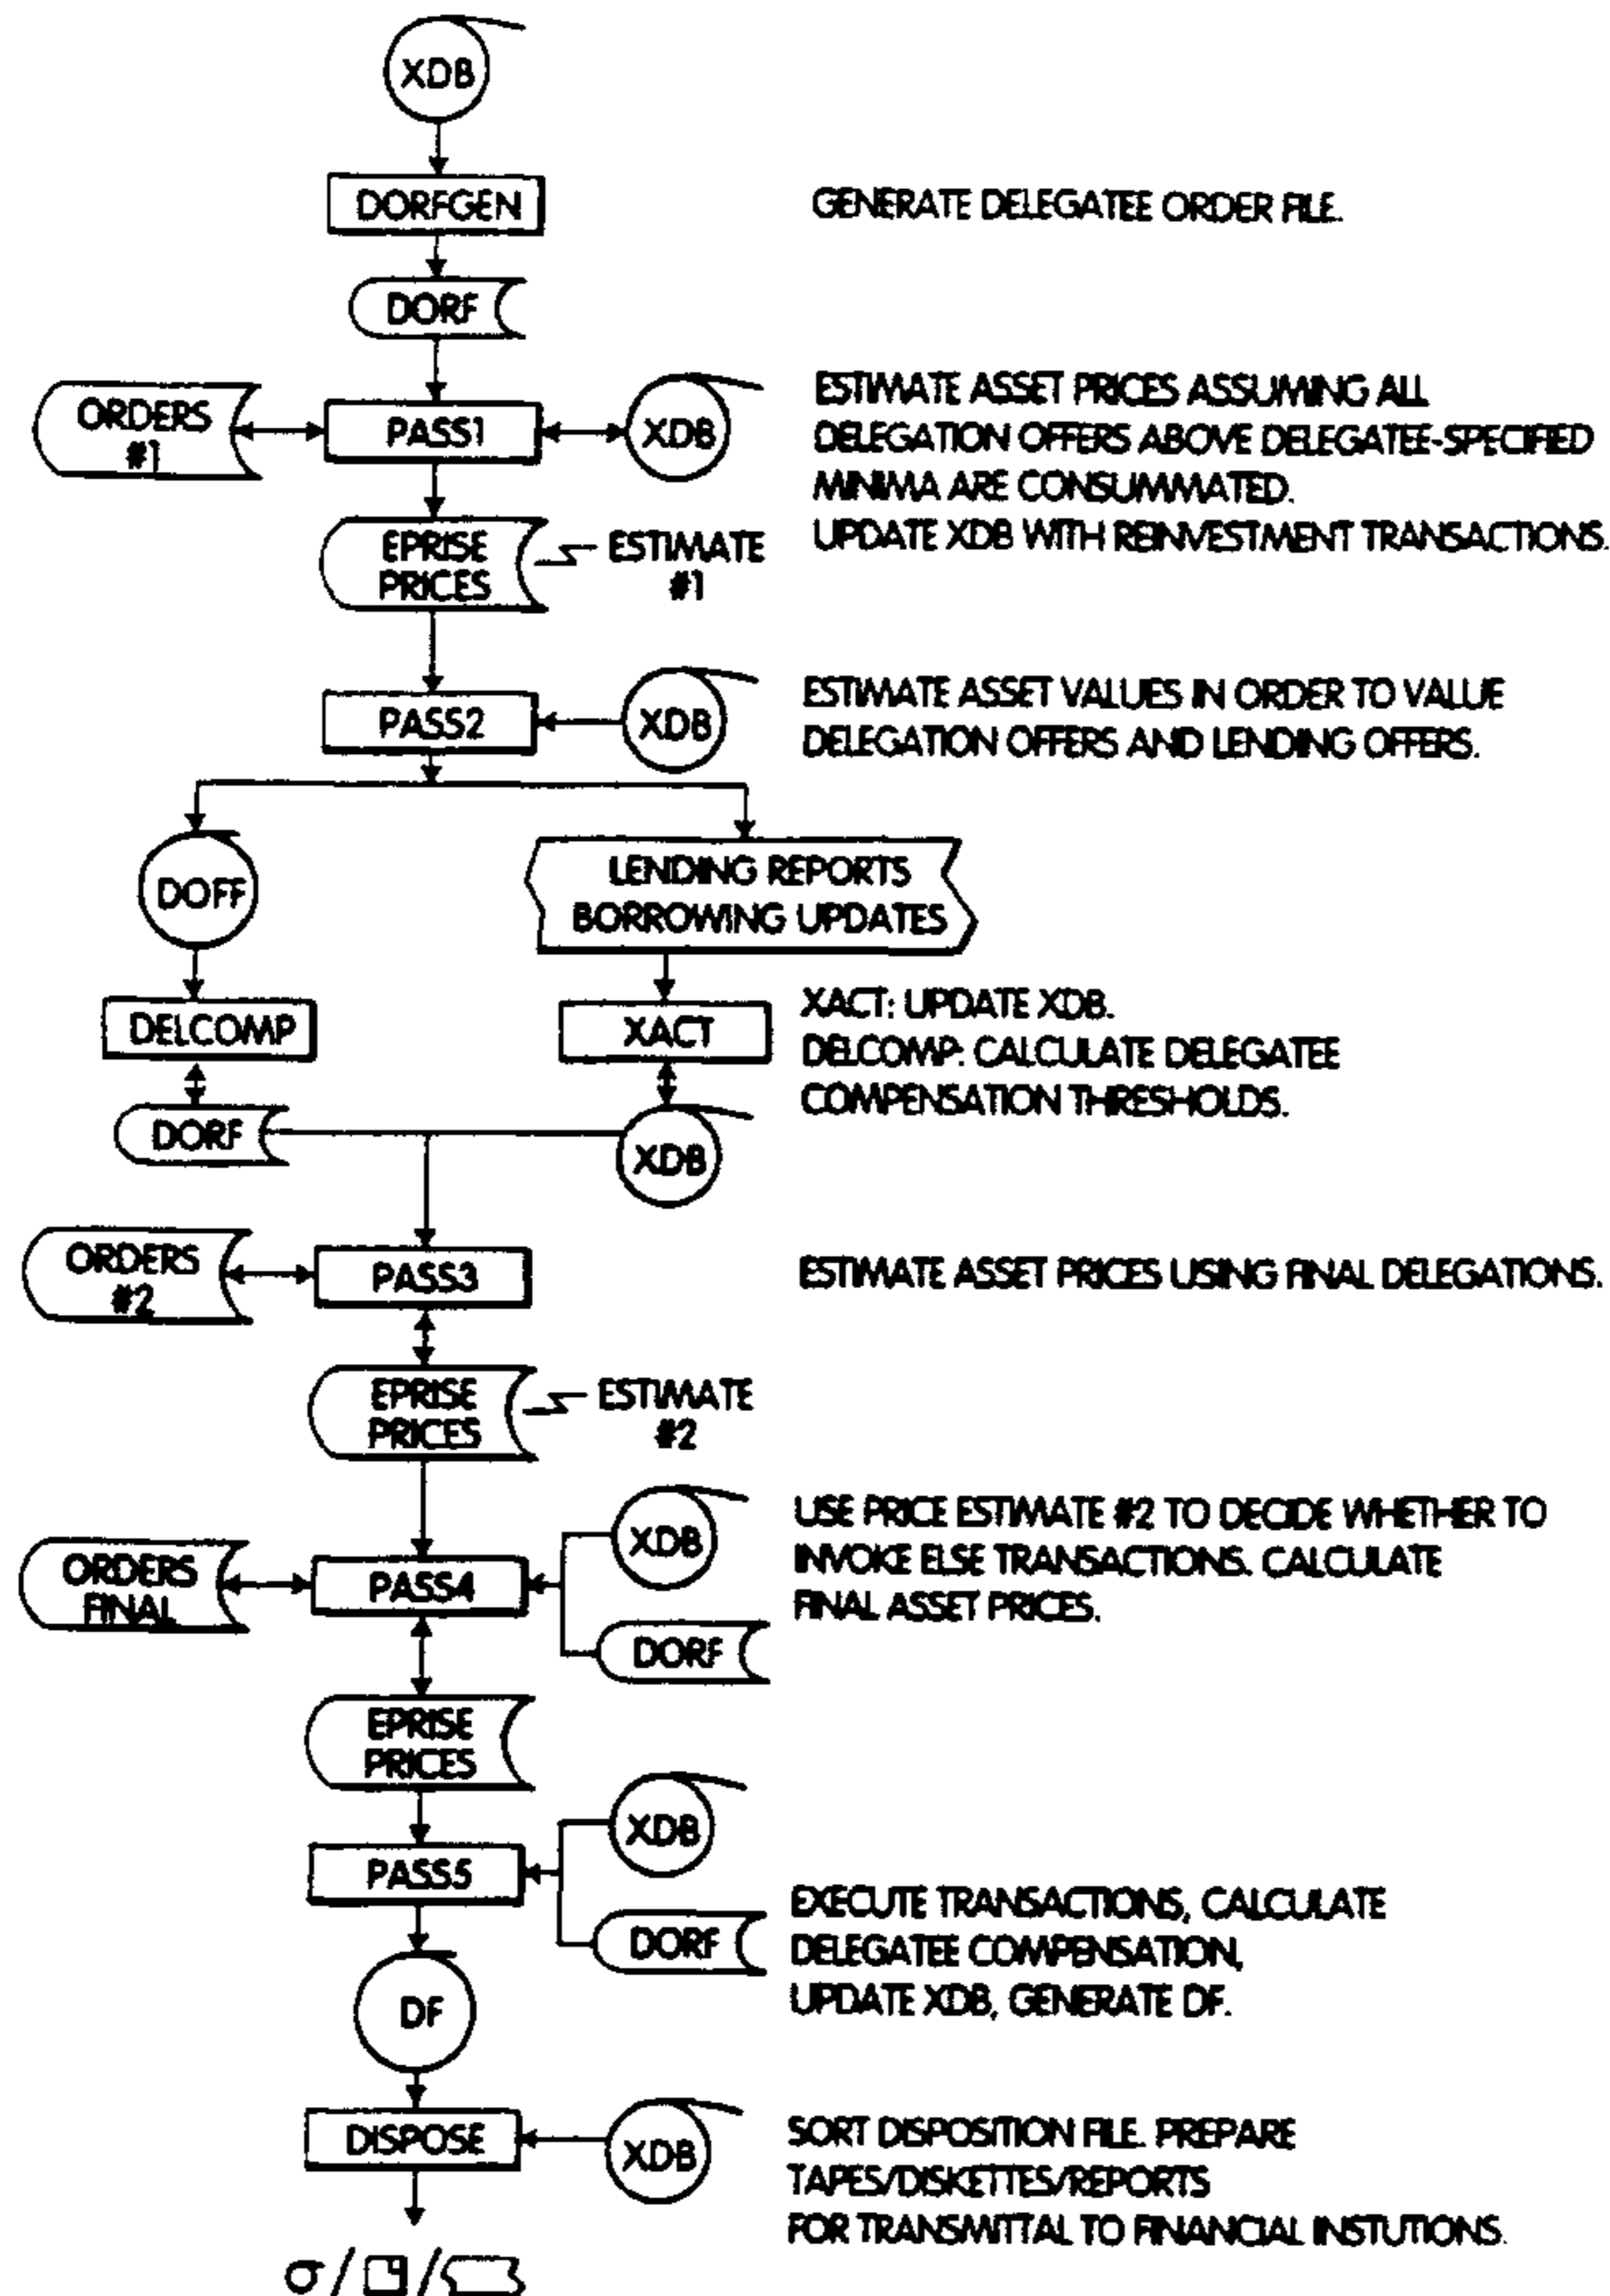 XDB
DORFGEN
GENERATE DELEGATEE ORDER FILE.
DORF
ORDERS
#1
PASS1
XDB
ESTIMATE ASSET PRICES ASSUMING ALL
DELEGATION OFFERS ABOVE DELEGATEE-SPECIFIED
MINIMA ARE CONSUMMATED.
UPDATE XDB WITH REINVESTMENT TRANSACTIONS.
EPRISE
PRICES
ESTIMATE
#1
PASS2
XDB
ESTIMATE ASSET VALUES IN ORDER TO VALUE
DELEGATION OFFERS AND LENDING OFFERS.
DOFF
LENDING REPORTS
BORROWING UPDATES
DELCOMP
XACT
XACT: UPDATE XDB.
DELCOMP: CALCULATE DELEGATEE
COMPENSATION THRESHOLDS.
DORF
XDB
ORDERS
#2
PASS3
ESTIMATE ASSET PRICES USING FINAL DELEGATIONS.
EPRISE
PRICES
ESTIMATE
#2
XDB
USE PRICE ESTIMATE #2 TO DECIDE WHETHER TO
INVOKE ELSE TRANSACTIONS. CALCULATE
FINAL ASSET PRICES.
ORDERS
FINAL
PASS4
DORF
EPRISE
PRICES
XDB
PASS5
DORF
EXECUTE TRANSACTIONS, CALCULATE
DELEGATEE COMPENSATION,
UPDATE XDB, GENERATE DF.
DF
DISPOSE
XDB
SORT DISPOSITION FILE. PREPARE
TAPES/DISKETTES/REPORTS
FOR TRANSMITTAL TO FINANCIAL INSTUTIONS.